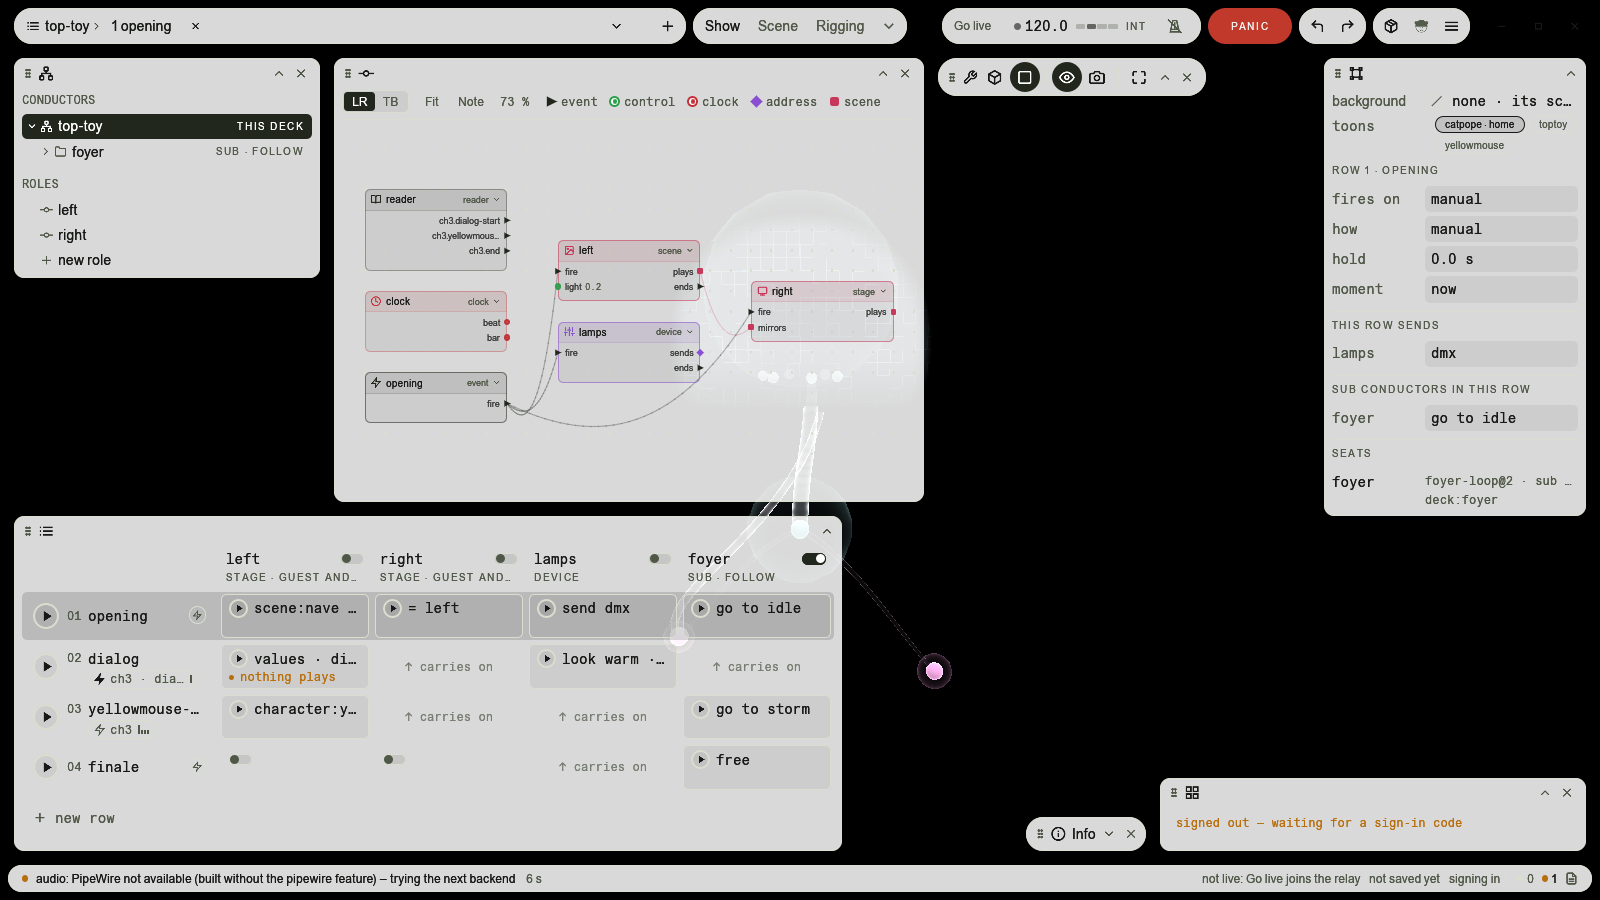 top-toy
1 opening
Show
Scene
Rigging
Go live
120.0
INT
PANIC
CONDUCTORS
top-toy
THIS DECK
foyer
SUB · FOLLOW
ROLES
left
right
+ new role
LR
TB
Fit
Note
73 %
event
control
clock
address
scene
reader
reader
ch3.dialog-start
ch3.yellowmous..
ch3.end
clock
clock
beat
bar
opening
event
fire
left
scene
fire
plays
light 0.2
ends
lamps
device
fire
sends
ends
right
stage
fire
plays
mirrors
background
none · its sc…
toons
catpope · home
toptoy
yellowmouse
ROW 1 · OPENING
fires on
manual
how
manual
hold
0.0 s
moment
now
THIS ROW SENDS
lamps
dmx
SUB CONDUCTORS IN THIS ROW
foyer
go to idle
SEATS
foyer
foyer-loop@2 · sub …
deck:foyer
left
STAGE · GUEST AND…
right
STAGE · GUEST AND…
lamps
DEVICE
foyer
SUB · FOLLOW
01 opening
scene:nave …
= left
send dmx
go to idle
02 dialog
ch3 · dia…
values · di…
nothing plays
↑ carries on
look warm ·…
↑ carries on
03 yellowmouse-…
ch3
character:y…
↑ carries on
↑ carries on
go to storm
04 finale
↑ carries on
free
+ new row
Info
signed out — waiting for a sign-in code
audio: PipeWire not available (built without the pipewire feature) – trying the next backend
6 s
not live: Go live joins the relay
not saved yet
signing in
0
1